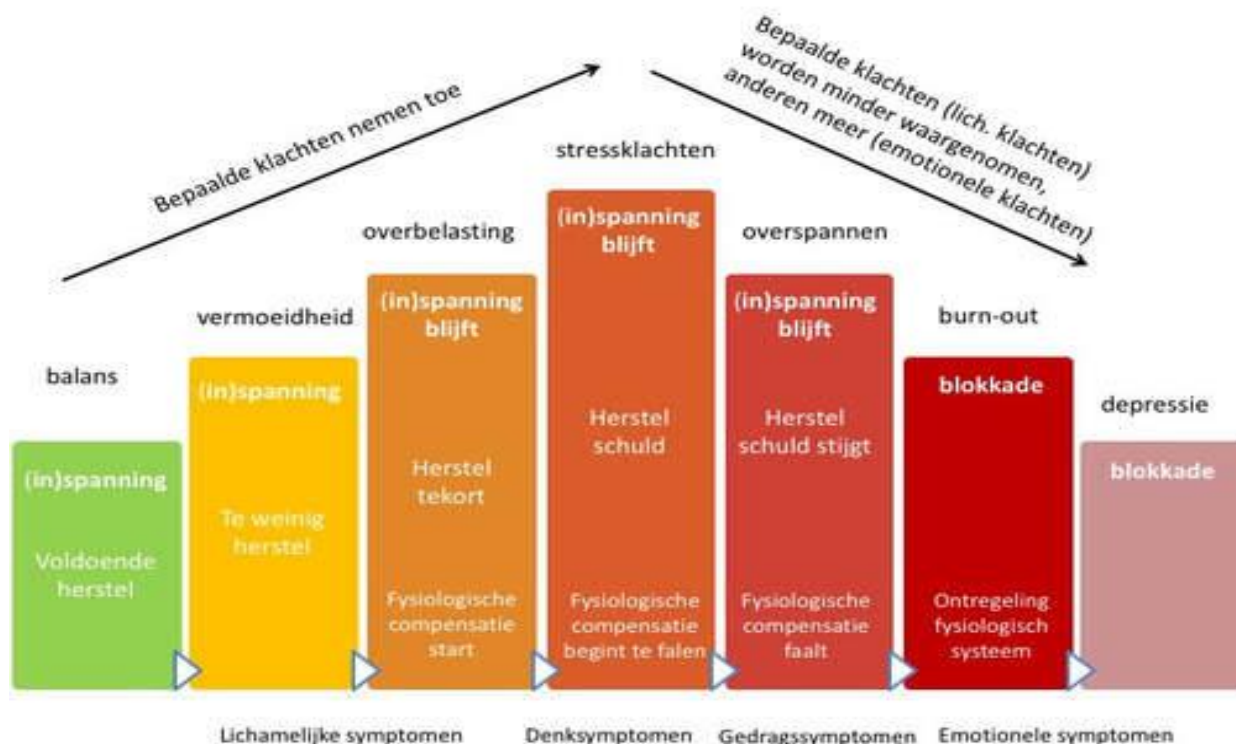 Bepaalde klachten nemen toe
Bepaalde klachten (lich. klachten)
worden minder waargenomen,
anderen meer (emotionele klachten)
balans
(in)spanning
Voldoende
herstel
vermoeidheid
(in)spanning
Te weinig
herstel
overbelasting
(in)spanning
blijft
Herstel
tekort
Fysiologische
compensatie
start
stressklachten
(in)spanning
blijft
Herstel
schuld
Fysiologische
compensatie
begint te falen
overspannen
(in)spanning
blijft
Herstel
schuld stijgt
Fysiologische
compensatie
faalt
burn-out
blokkade
Ontregeling
fysiologisch
systeem
depressie
blokkade
Lichamelijke symptomen
Denksymptomen
Gedragssymptomen
Emotionele symptomen